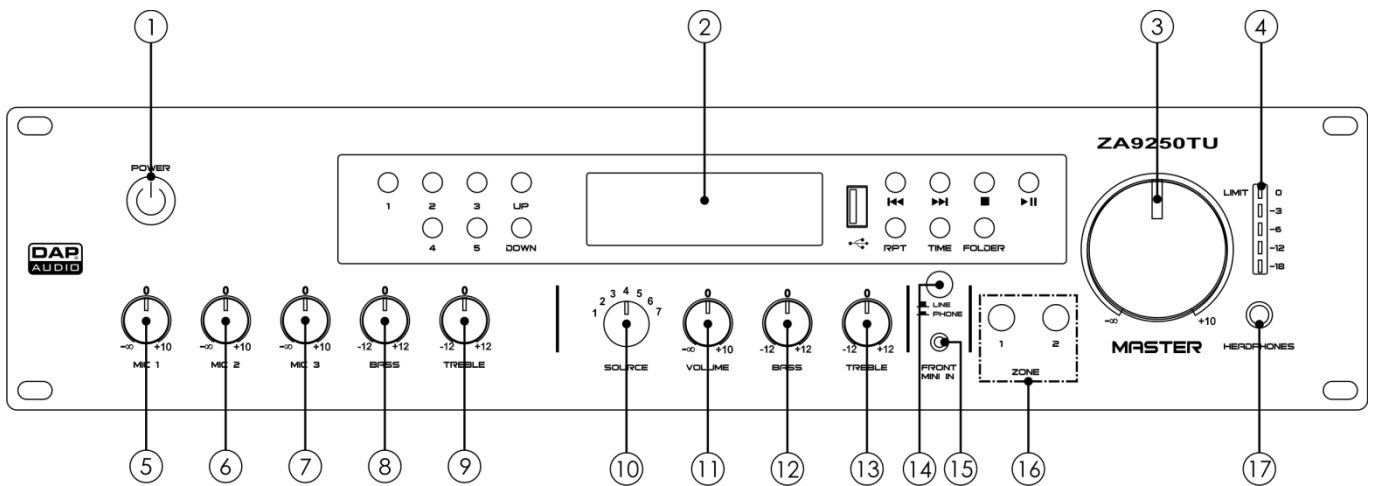 1 2 3 4
ZA9250TU
POWER
LIMIT 0
-3
-6
-12
-18
1 2 3 UP
4 5 DOWN
RPT TIME FOLDER
DAP®
AUDIO
0 0 0 0 0
-∞ +10 -∞ +10 -∞ +10 -12 +12 -12 +12
MIC 1 MIC 2 MIC 3 BASS TREBLE
1 2 3 4 5 6 7
SOURCE
0 0 0
-∞ +10 -12 +12 -12 +12
VOLUME BASS TREBLE
LINE
PHONE
FRONT
MINI IN
1 2
ZONE
-∞ +10
MASTER
HEADPHONES
5 6 7 8 9 10 11 12 13 14 15 16 17